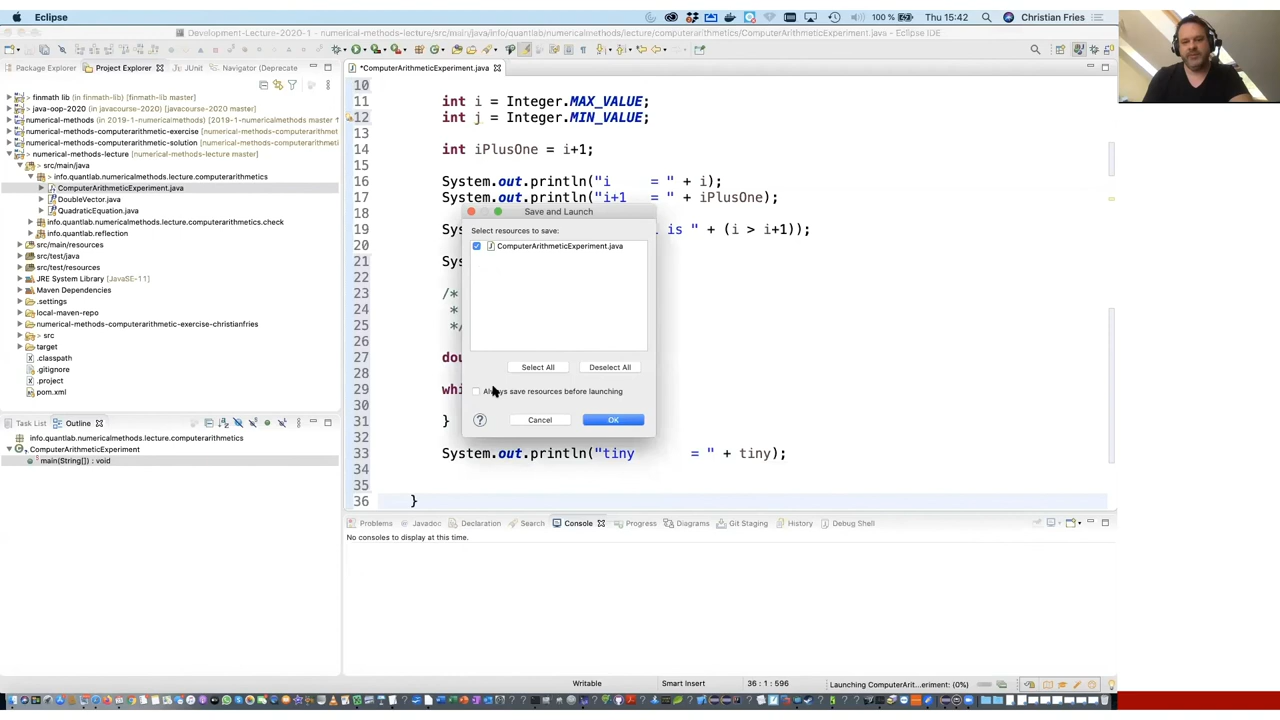 Eclipse
100 %
Thu 15:42
Christian Fries
Development-Lecture-2020-1 - numerical-methods-lecture/src/main/java/info/quantlab/numericalmethods/lecture/computerarithmetics/ComputerArithmeticExperiment.java - Eclipse IDE
Package Explorer
Project Explorer
JUnit
Navigator (Deprecate
*ComputerArithmeticExperiment.java
finmath lib (in finmath-lib) [finmath-lib master]
java-oop-2020 (in javacourse-2020) [javacourse-2020 master]
numerical-methods (in 2019-1-numericalmethods) [2019-1-numericalmethods master
numerical-methods-computerarithmetic-exercise [numerical-methods-computerarithmet
numerical-methods-computerarithmetic-solution [numerical-methods-computerarithmeti
numerical-methods-lecture [numerical-methods-lecture master]
src/main/java
info.quantlab.numericalmethods.lecture.computerarithmetics
ComputerArithmeticExperiment.java
DoubleVector.java
QuadraticEquation.java
info.quantlab.numericalmethods.lecture.computerarithmetics.check
info.quantlab.reflection
src/main/resources
src/test/java
src/test/resources
JRE System Library [JavaSE-11]
Maven Dependencies
.settings
local-maven-repo
numerical-methods-computerarithmetic-exercise-christianfries
src
target
.classpath
.gitignore
.project
pom.xml
Task List
Outline
info.quantlab.numericalmethods.lecture.computerarithmetics
ComputerArithmeticExperiment
main(String[]) : void
10
11 int i = Integer.MAX_VALUE;
12 int j = Integer.MIN_VALUE;
13
14 int iPlusOne = i+1;
15
16 System.out.println("i = " + i);
17 System.out.println("i+1 = " + iPlusOne);
18
19 Sys is " + (i > i+1));
20
21 Sys
22
23 /*
24 *
25 */
27 dou
29 whi
30
31 }
32
33 System.out.println("tiny = " + tiny);
34
35
36 }
Save and Launch
Select resources to save:
ComputerArithmeticExperiment.java
Select All
Deselect All
Always save resources before launching
?
Cancel
OK
Problems
Javadoc
Declaration
Search
Console
Progress
Diagrams
Git Staging
History
Debug Shell
No consoles to display at this time.
Writable
Smart Insert
36 : 1 : 596
Launching ComputerArit...eriment: (0%)